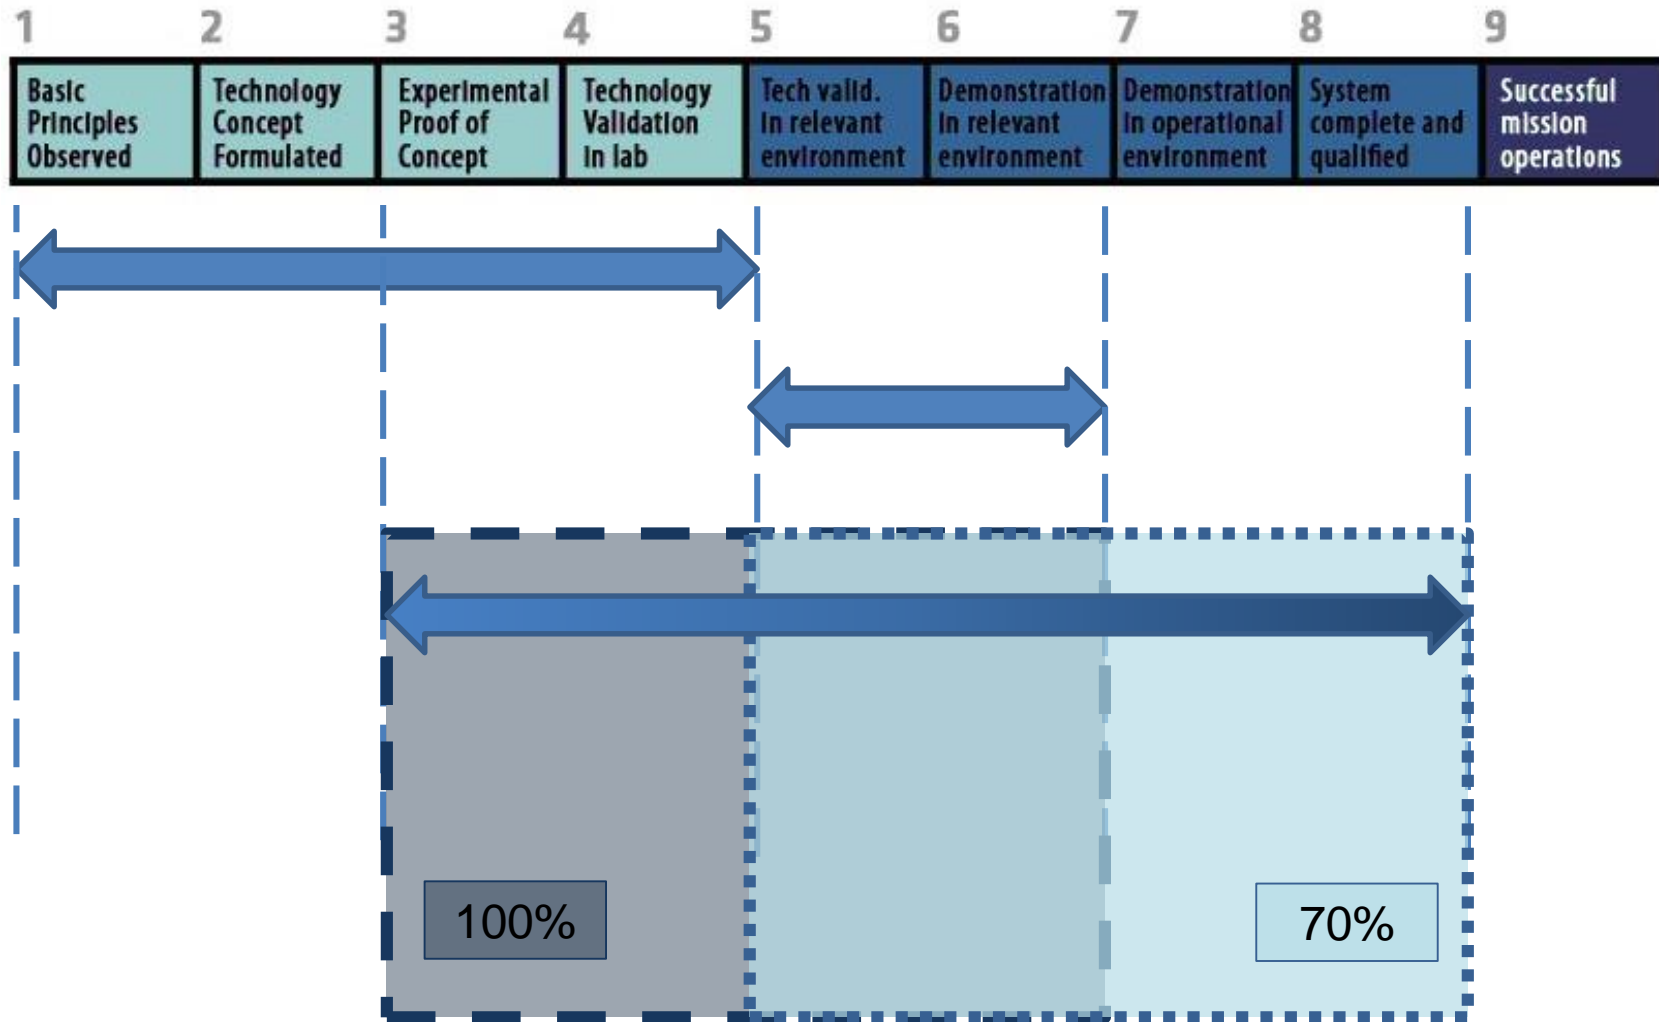 1 2 3 4 5 6 7 8 9
Basic
Principles
Observed
Technology
Concept
Formulated
Experimental
Proof of
Concept
Technology
Validation
in lab
Tech valid.
in relevant
environment
Demonstration
in relevant
environment
Demonstration
in operational
environment
System
complete and
qualified
Successful
mission
operations
100%
70%